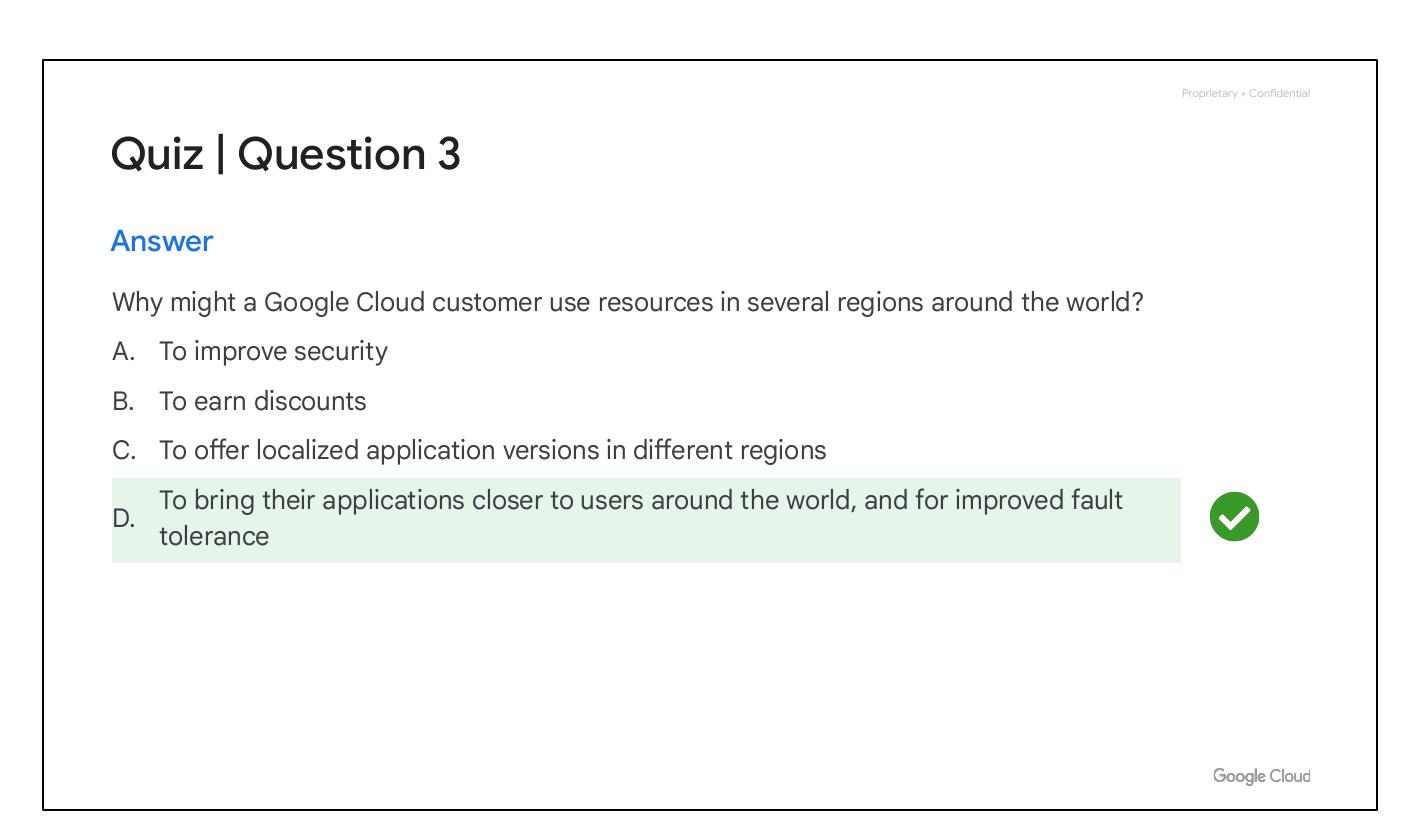 Proprietary + Confidential
Quiz | Question 3
Answer
Why might a Google Cloud customer use resources in several regions around the world?
A. To improve security
B. To earn discounts
C. To offer localized application versions in different regions
D. To bring their applications closer to users around the world, and for improved fault
tolerance
Google Cloud